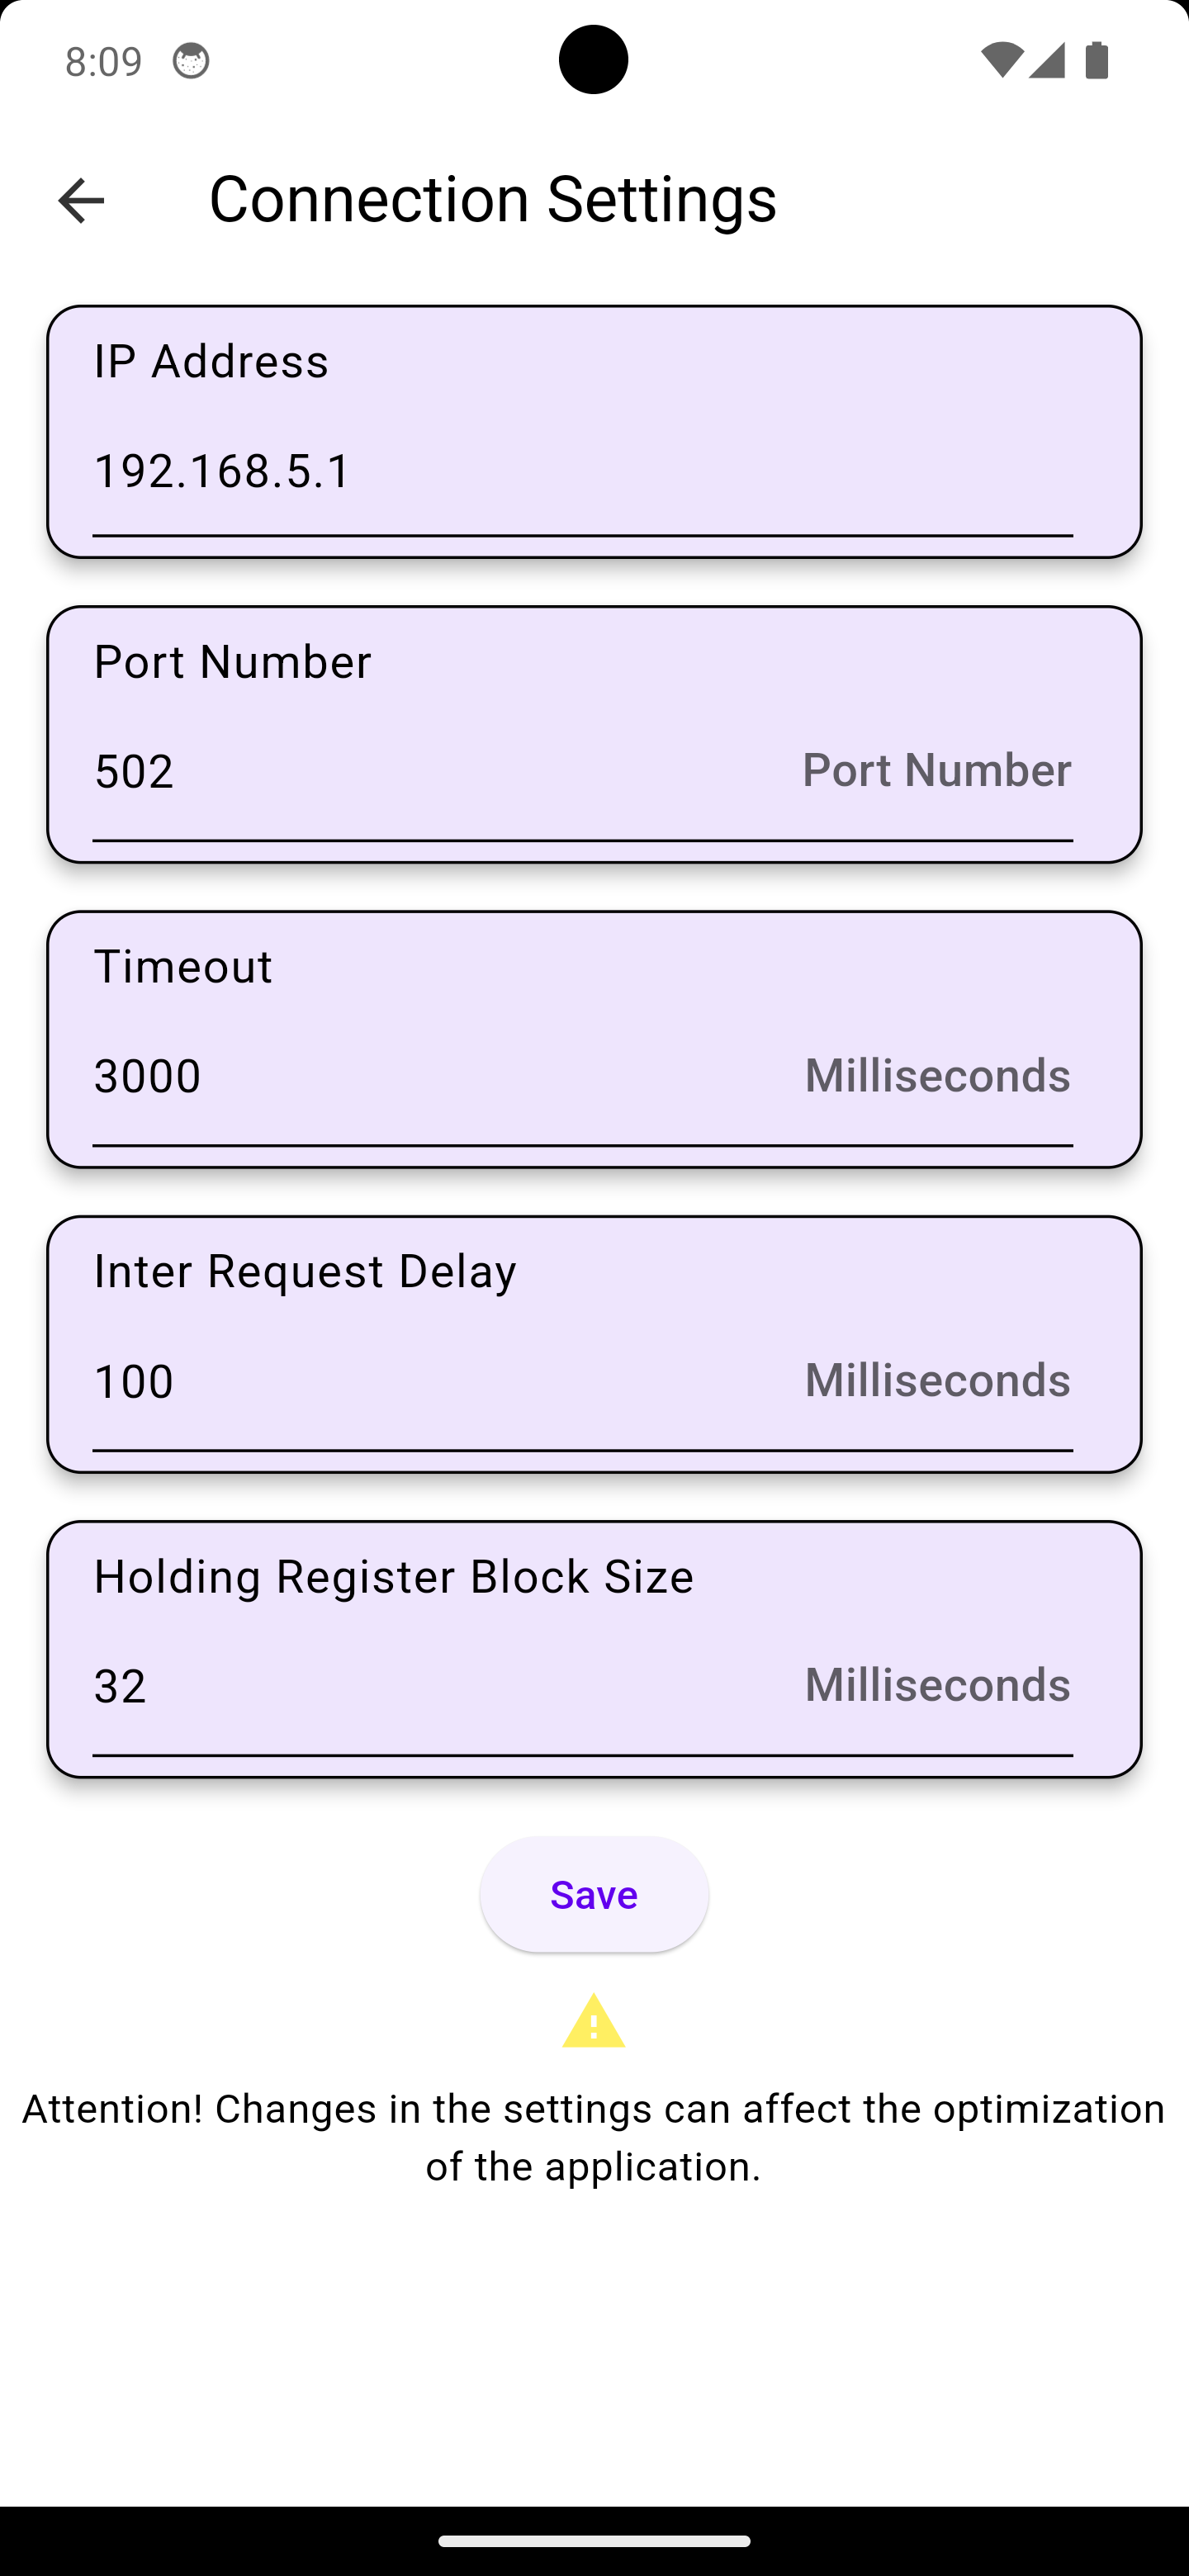 8:09
Connection Settings
IP Address
192.168.5.1
Port Number
502 Port Number
Timeout
3000 Milliseconds
Inter Request Delay
100 Milliseconds
Holding Register Block Size
32 Milliseconds
Save
Attention! Changes in the settings can affect the optimization
of the application.